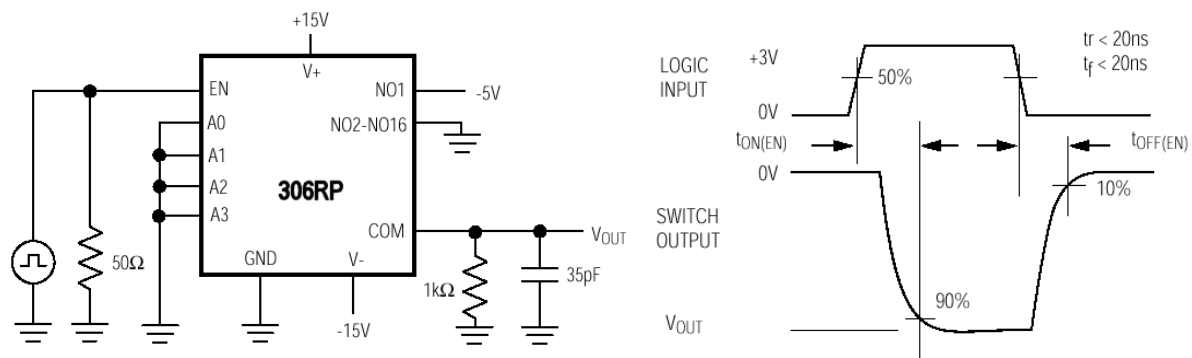 +15V
V+
EN
A0
A1
A2
A3
NO1
-5V
NO2-NO16
306RP
COM
VOUT
GND
V-
50Ω
1kΩ
35pF
-15V
LOGIC
INPUT
+3V
50%
0V
tr < 20ns
tf < 20ns
tON(EN)
tOFF(EN)
0V
10%
SWITCH
OUTPUT
90%
VOUT